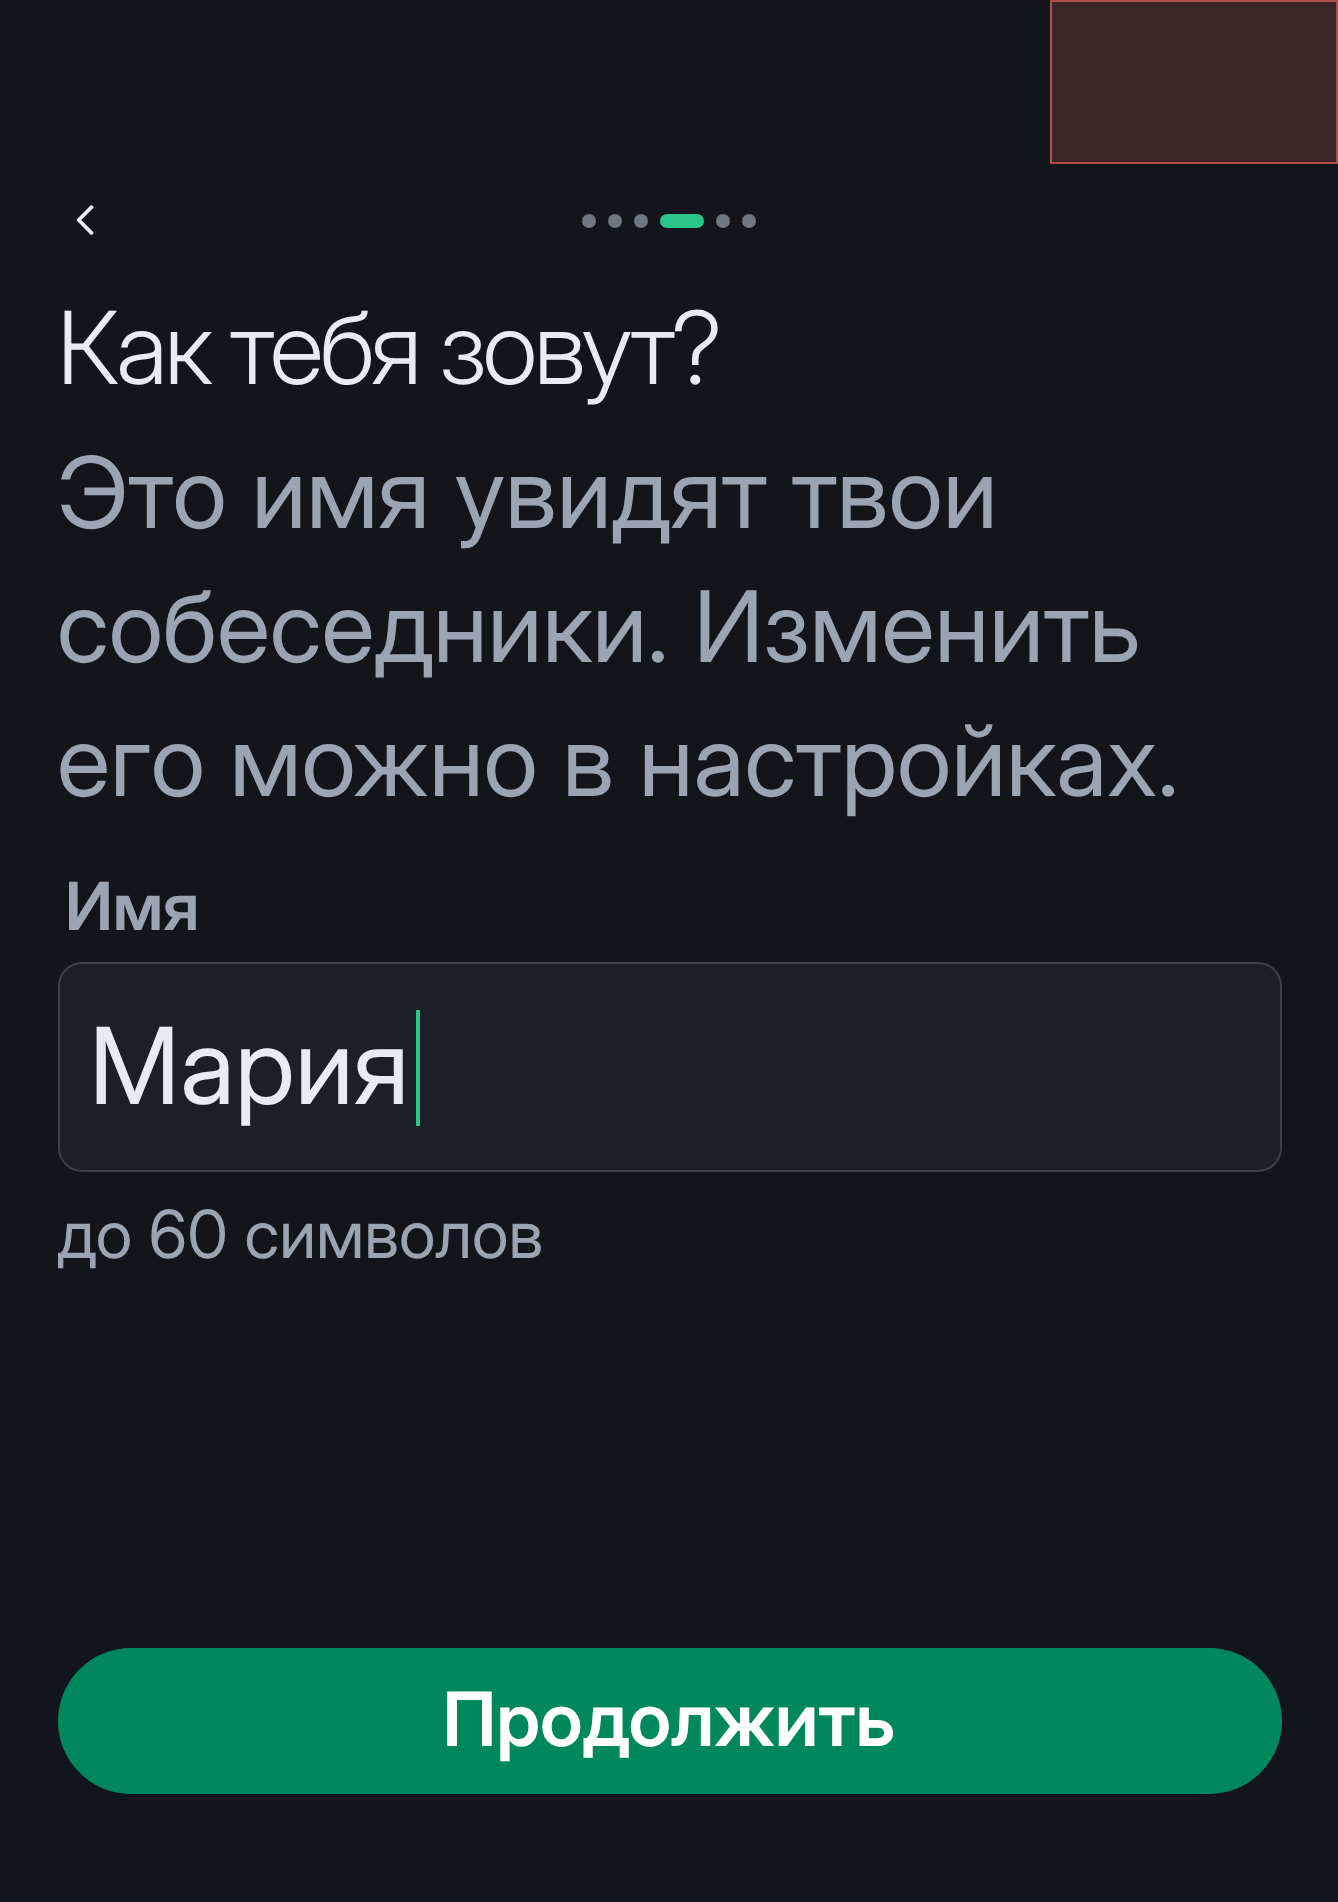 Как тебя зовут?
Это имя увидят твои
собеседники. Изменить
его можно в настройках.
Имя
Мария
до 60 символов
Продолжить